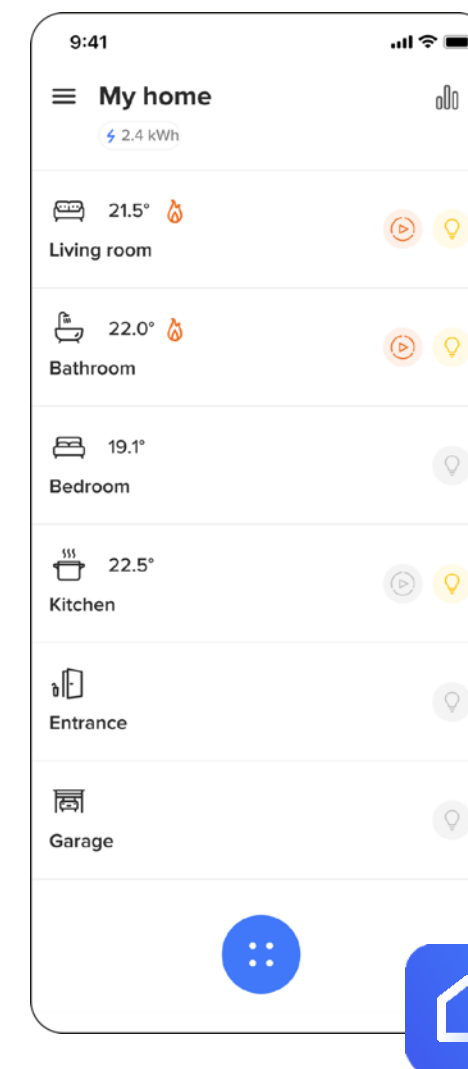 9:41
My home
2.4 kWh
21.5°
Living room
22.0°
Bathroom
19.1°
Bedroom
22.5°
Kitchen
Entrance
Garage